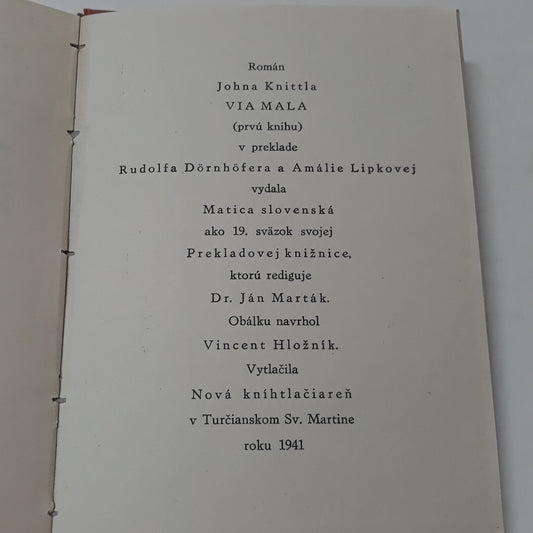 Román
Johna Knittla
VIA MALA
(prvú knihu)
v preklade
Rudolfa Dörnhöfera a Amálie Lipkovej
vydala
Matica slovenská
ako 19. sväzok svojej
Prekladovej knižnice,
ktorú rediguje
Dr. Ján Marták.
Obálku navrhol
Vincent Hložník.
Vytlačila
Nová kníhtlačiareň
v Turčianskom Sv. Martine
roku 1941